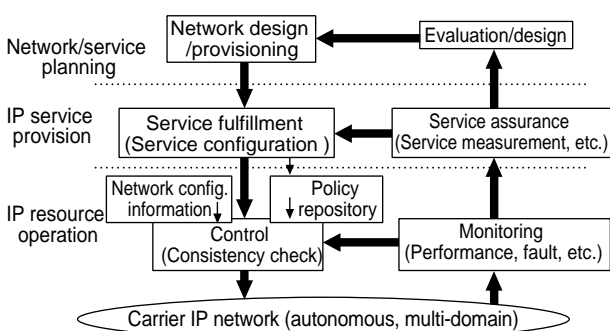 Network/service
planning
Network design
/provisioning
Evaluation/design
IP service
provision
Service fulfillment
(Service configuration )
Service assurance
(Service measurement, etc.)
IP resource
operation
Network config.
information
Policy
repository
Control
(Consistency check)
Monitoring
(Performance, fault, etc.)
Carrier IP network (autonomous, multi-domain)